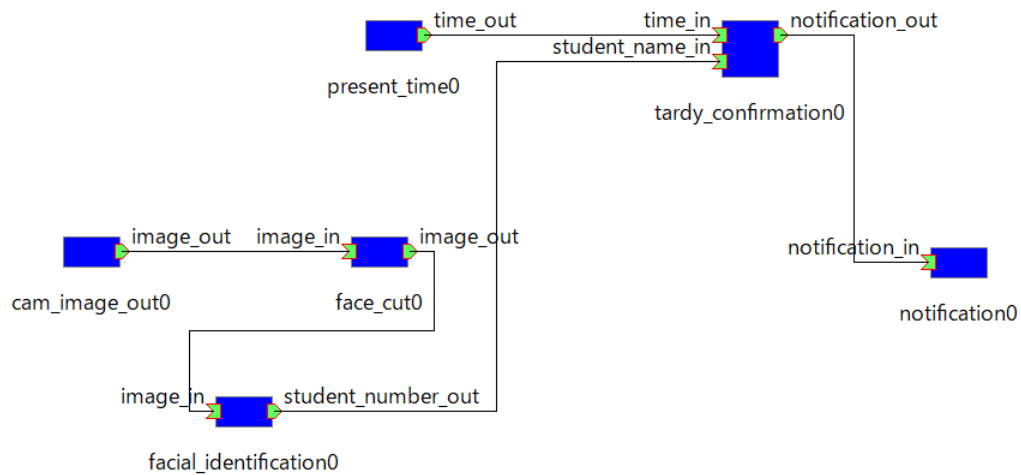 time_out
time_in
notification_out
student_name_in
present_time0
tardy_confirmation0
image_out
image_in
image_out
notification_in
cam_image_out0
face_cut0
notification0
image_in
student_number_out
facial_identification0